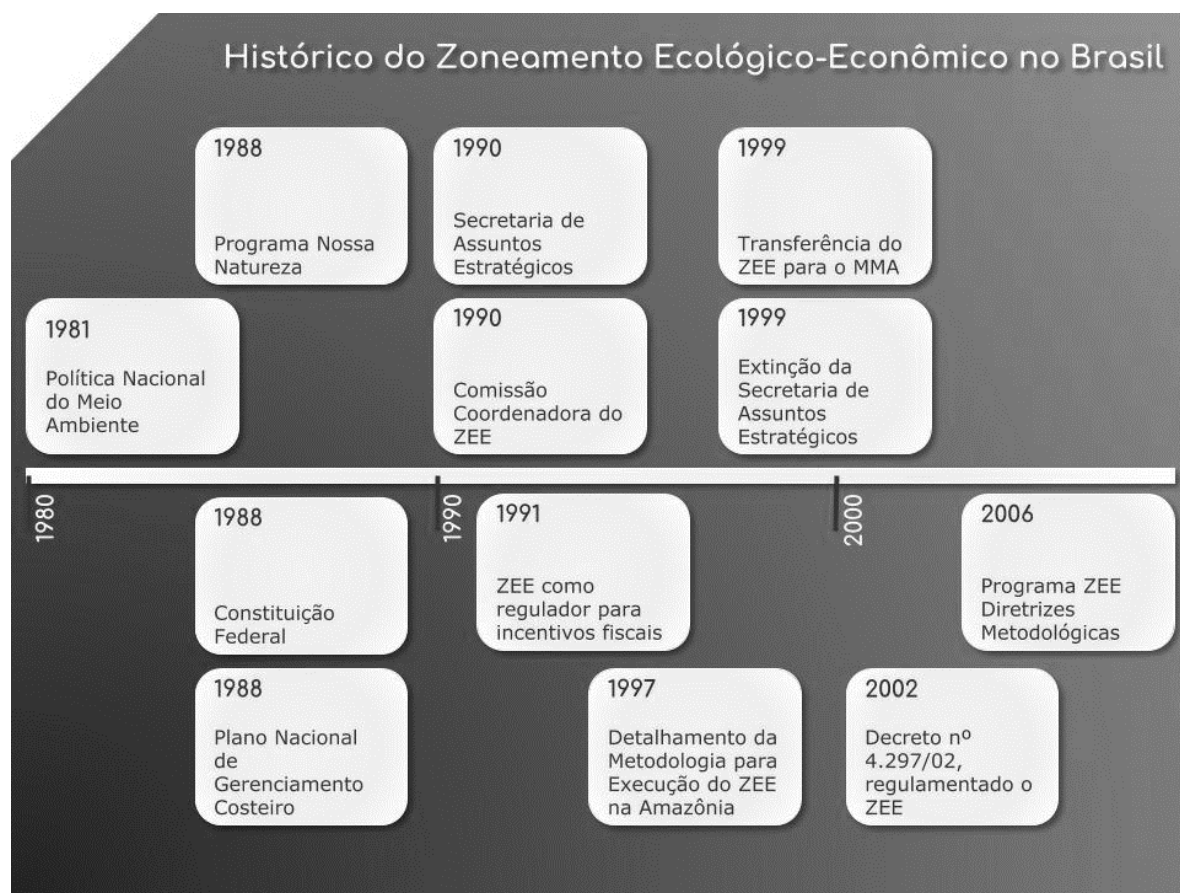 Histórico do Zoneamento Ecológico-Econômico no Brasil
1988
Programa Nossa
Natureza
1990
Secretaria de
Assuntos
Estratégicos
1999
Transferência do
ZEE para o MMA
1981
Política Nacional
do Meio
Ambiente
1990
Comissão
Coordenadora do
ZEE
1999
Extinção da
Secretaria de
Assuntos
Estratégicos
1980
1990
2000
1988
Constituição
Federal
1991
ZEE como
regulador para
incentivos fiscais
2006
Programa ZEE
Diretrizes
Metodológicas
1988
Plano Nacional
de
Gerenciamento
Costeiro
1997
Detalhamento da
Metodologia para
Execução do ZEE
na Amazônia
2002
Decreto nº
4.297/02,
regulamentado o
ZEE